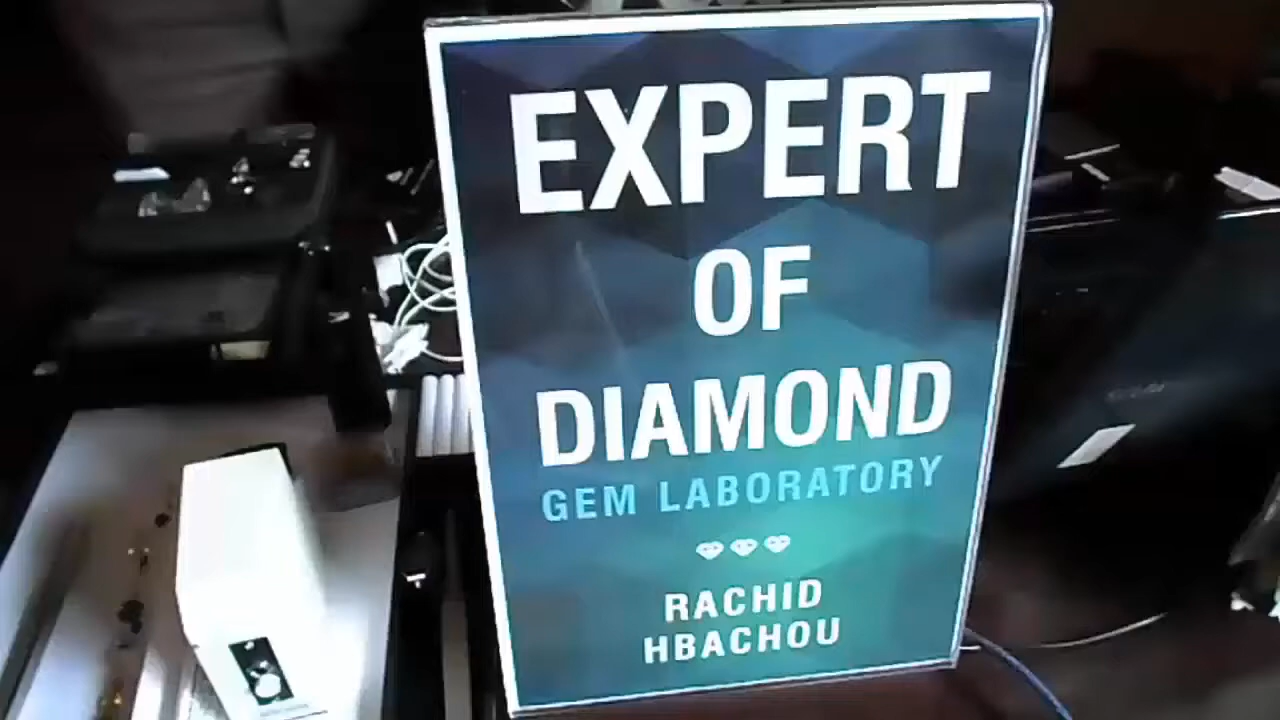 EXPERT
OF
DIAMOND
GEM LABORATORY
RACHID
HBACHOU